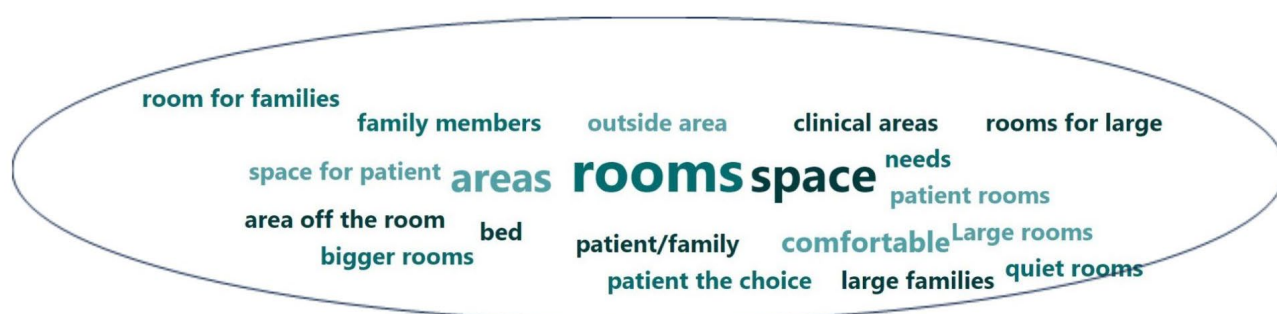 room for families
family members
outside area
clinical areas
rooms for large
space for patient
areas
rooms
space
needs
patient rooms
area off the room
bed
patient/family
comfortable
Large rooms
bigger rooms
patient the choice
large families
quiet rooms